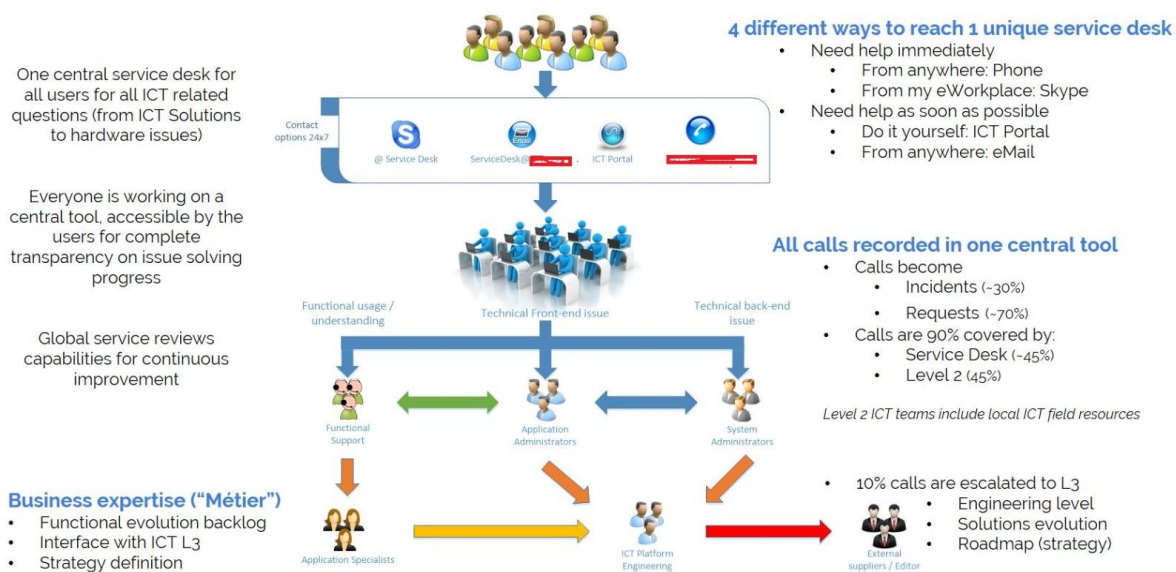 4 different ways to reach 1 unique service desk
• Need help immediately
• From anywhere: Phone
• From my eWorkplace: Skype
• Need help as soon as possible
• Do it yourself: ICT Portal
• From anywhere: eMail
One central service desk for
all users for all ICT related
questions (from ICT Solutions
to hardware issues)
Contact
options 24x7
S
@ Service Desk
Email
ServiceDesk@
ICT Portal
Everyone is working on a
central tool, accessible by the
users for complete
transparency on issue solving
progress
All calls recorded in one central tool
• Calls become
• Incidents (~30%)
• Requests (~70%)
• Calls are 90% covered by:
• Service Desk (~45%)
• Level 2 (45%)
Level 2 ICT teams include local ICT field resources
Functional usage /
understanding
Technical Front-end issue
Technical back-end
issue
Global service reviews
capabilities for continuous
improvement
Functional
Support
Application
Administrators
System
Administrators
Business expertise (“Métier”)
• Functional evolution backlog
• Interface with ICT L3
• Strategy definition
Application Specialists
ICT Platform
Engineering
External
suppliers / Editor
• 10% calls are escalated to L3
• Engineering level
• Solutions evolution
• Roadmap (strategy)